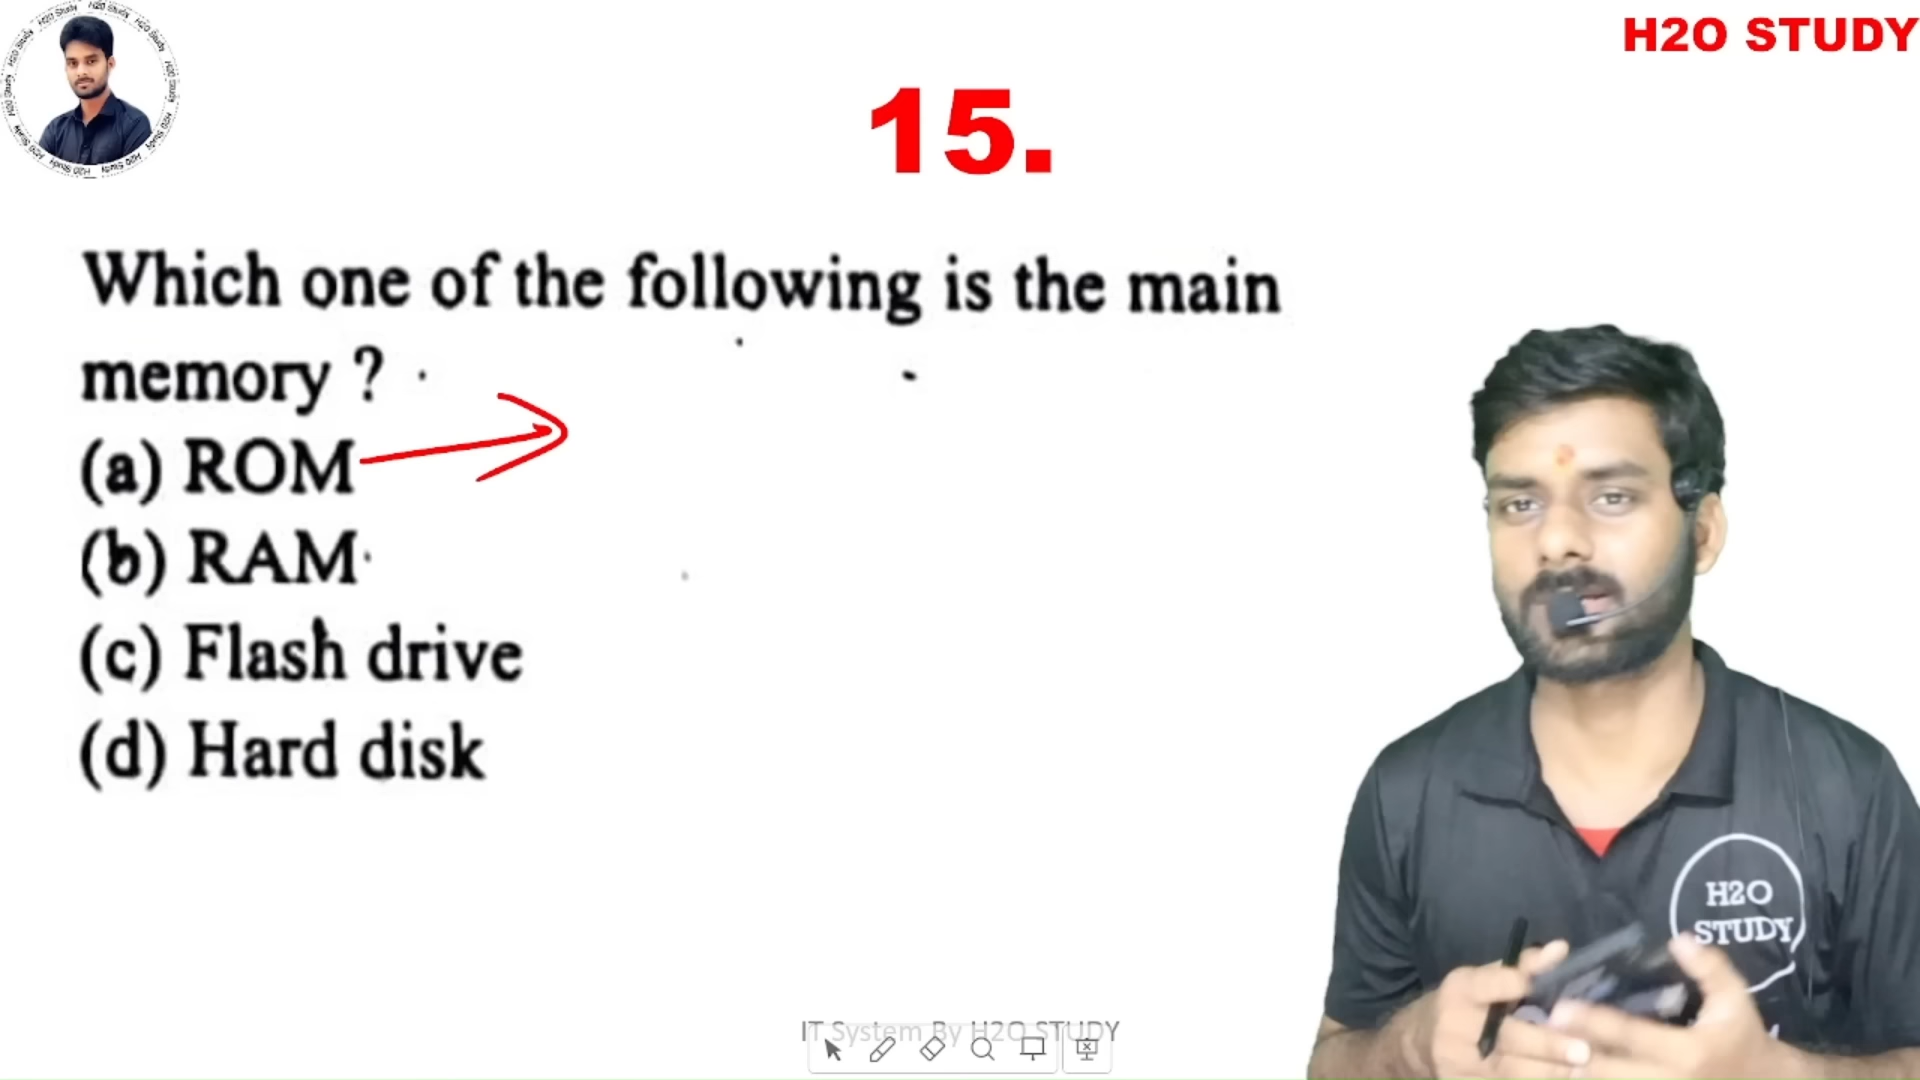 H2O STUDY
15.
Which one of the following is the main
memory ?
(a) ROM
(b) RAM
(c) Flash drive
(d) Hard disk
H2O
STUDY
IT System By H2O STUDY